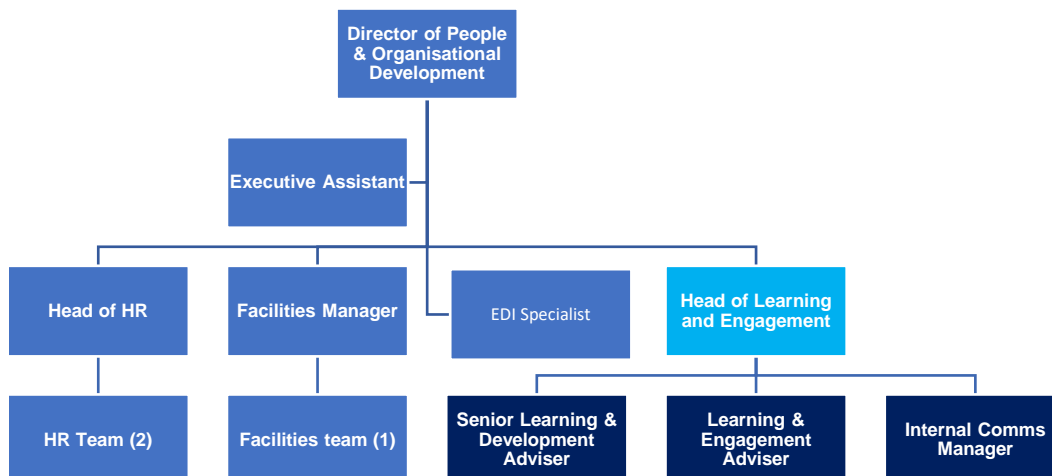 Director of People
& Organisational
Development
Executive Assistant
Head of HR
Facilities Manager
EDI Specialist
Head of Learning
and Engagement
HR Team (2)
Facilities team (1)
Senior Learning &
Development
Adviser
Learning &
Engagement
Adviser
Internal Comms
Manager